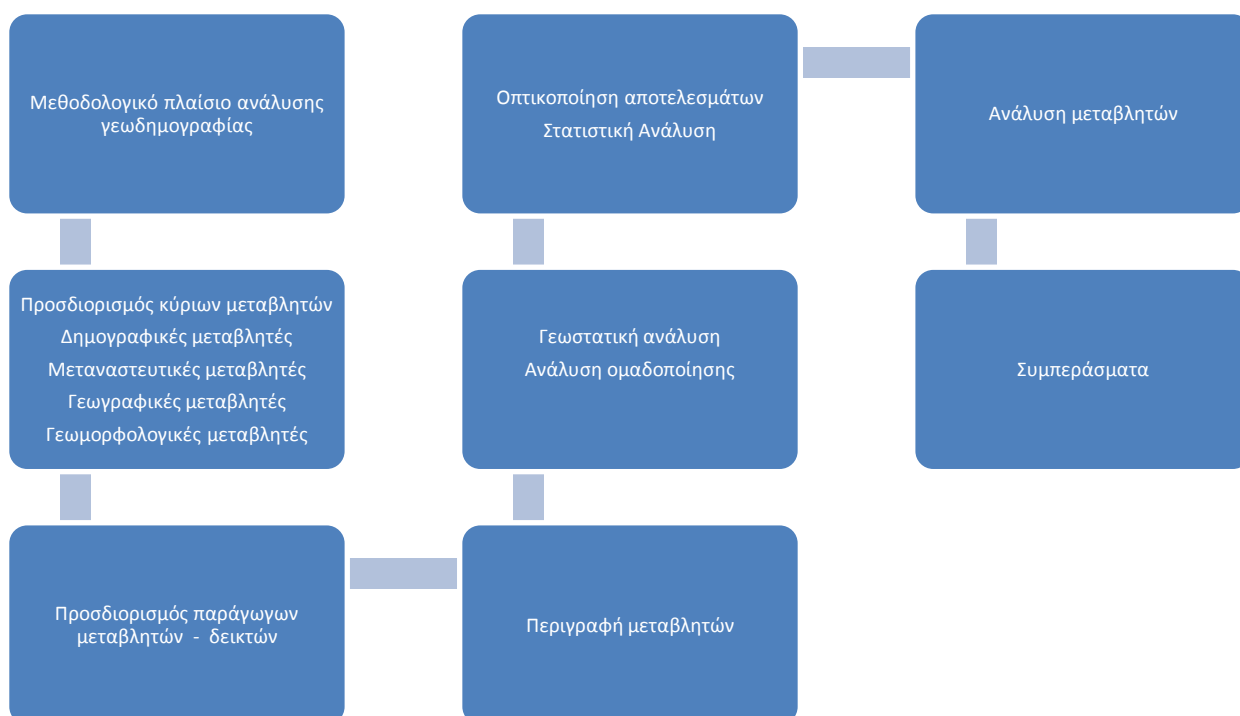 Μεθοδολογικό πλαίσιο ανάλυσης
γεωδημογραφίας
Προσδιορισμός κύριων μεταβλητών
Δημογραφικές μεταβλητές
Μεταναστευτικές μεταβλητές
Γεωγραφικές μεταβλητές
Γεωμορφολογικές μεταβλητές
Προσδιορισμός παράγωγων
μεταβλητών - δεικτών
Περιγραφή μεταβλητών
Γεωστατική ανάλυση
Ανάλυση ομαδοποίησης
Οπτικοποίηση αποτελεσμάτων
Στατιστική Ανάλυση
Ανάλυση μεταβλητών
Συμπεράσματα